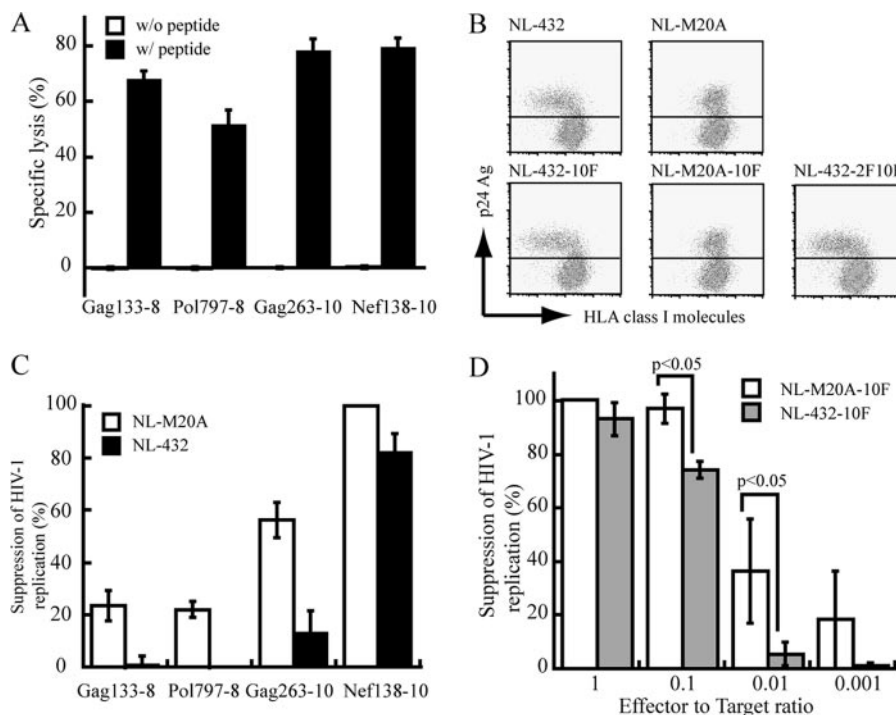 A
w/o peptide
w/ peptide
Specific lysis (%)
80
60
40
20
0
Gag133-8 Pol797-8 Gag263-10 Nef138-10
B
NL-432 NL-M20A
NL-432-10F NL-M20A-10F NL-432-2F10F
p24 Ag
HLA class I molecules
C
NL-M20A
NL-432
Suppression of HIV-1
replication (%)
100
80
60
40
20
0
Gag133-8 Pol797-8 Gag263-10 Nef138-10
D
p<0.05
NL-M20A-10F
NL-432-10F
p<0.05
Suppression of HIV-1
replication (%)
100
80
60
40
20
0
1 0.1 0.01 0.001
Effector to Target ratio